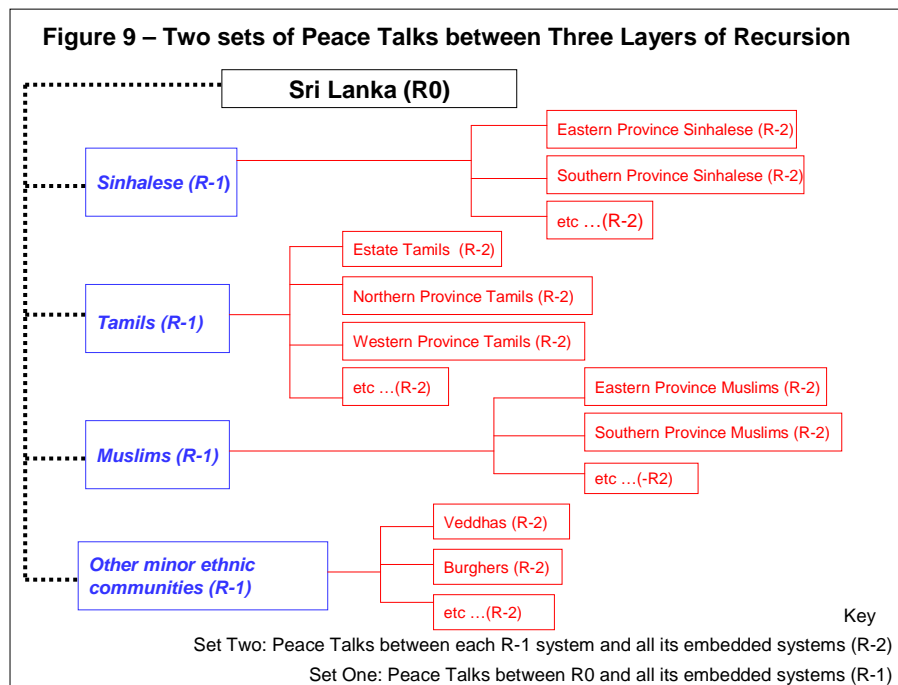 Figure 9 – Two sets of Peace Talks between Three Layers of Recursion
Sri Lanka (R0)
Sinhalese (R-1)
Eastern Province Sinhalese (R-2)
Southern Province Sinhalese (R-2)
etc …(R-2)
Tamils (R-1)
Estate Tamils (R-2)
Northern Province Tamils (R-2)
Western Province Tamils (R-2)
etc …(R-2)
Muslims (R-1)
Eastern Province Muslims (R-2)
Southern Province Muslims (R-2)
etc …(-R2)
Other minor ethnic
communities (R-1)
Veddhas (R-2)
Burghers (R-2)
etc …(R-2)
Key
Set Two: Peace Talks between each R-1 system and all its embedded systems (R-2)
Set One: Peace Talks between R0 and all its embedded systems (R-1)